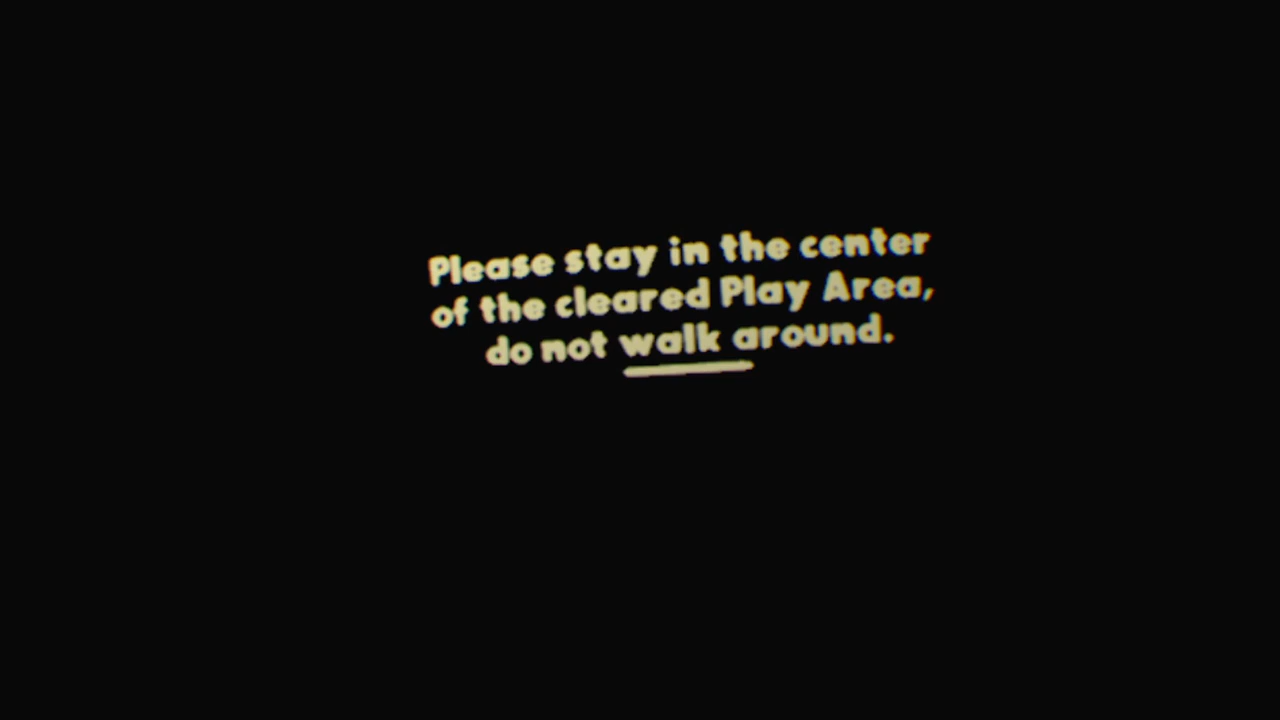 Please stay in the center
of the cleared Play Area,
do not walk around.